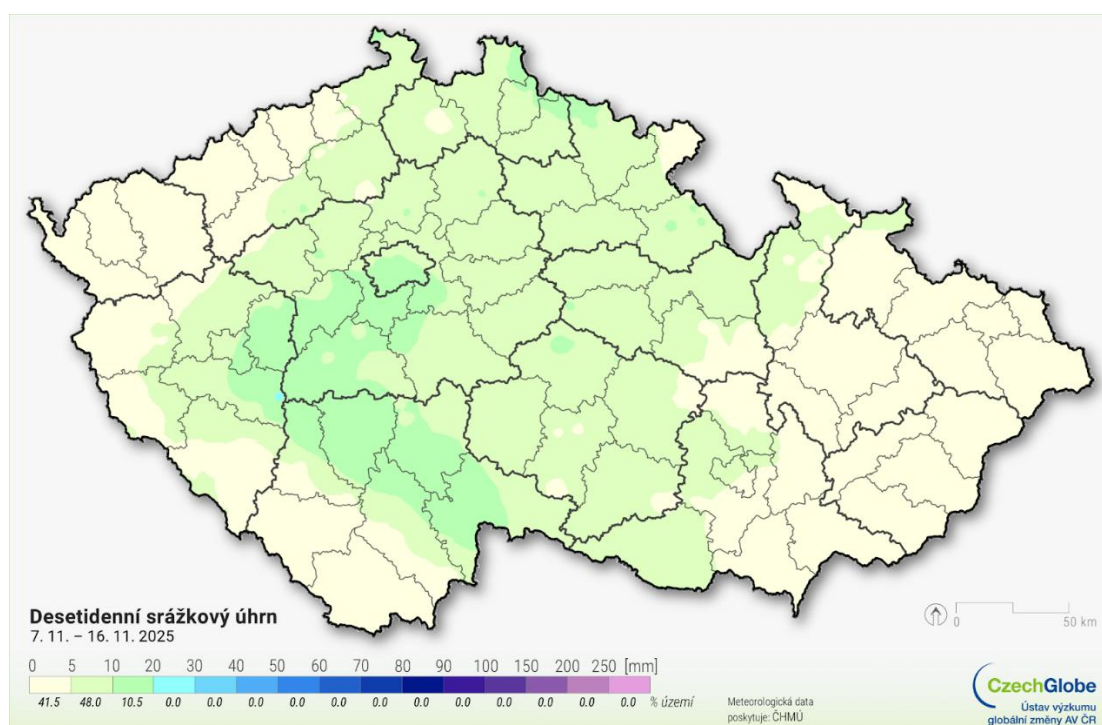 Desetidenní srážkový úhrn
7. 11. – 16. 11. 2025
0 5 10 20 30 40 50 60 70 80 90 100 150 200 250 [mm]
41.5 48.0 10.5 0.0 0.0 0.0 0.0 0.0 0.0 0.0 0.0 0.0 0.0 0.0 0.0 % území
Meteorologická data
poskytuje: ČHMÚ
0 50 km
CzechGlobe
Ústav výzkumu
globální změny AV ČR